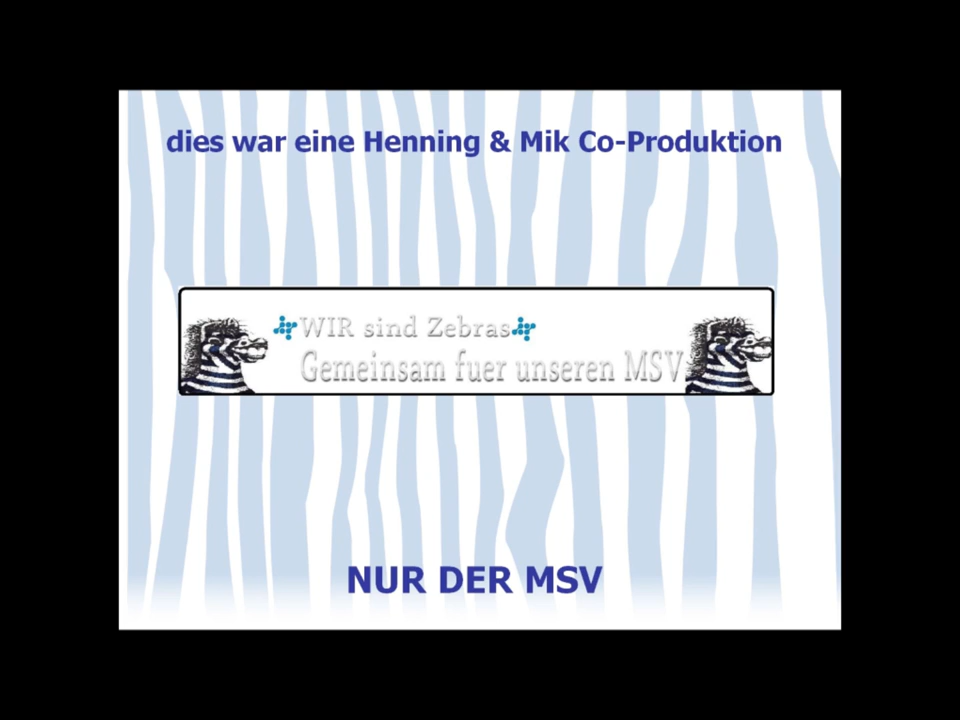 dies war eine Henning & Mik Co-Produktion
WIR sind Zebras
Gemeinsam fuer unseren MSV
NUR DER MSV